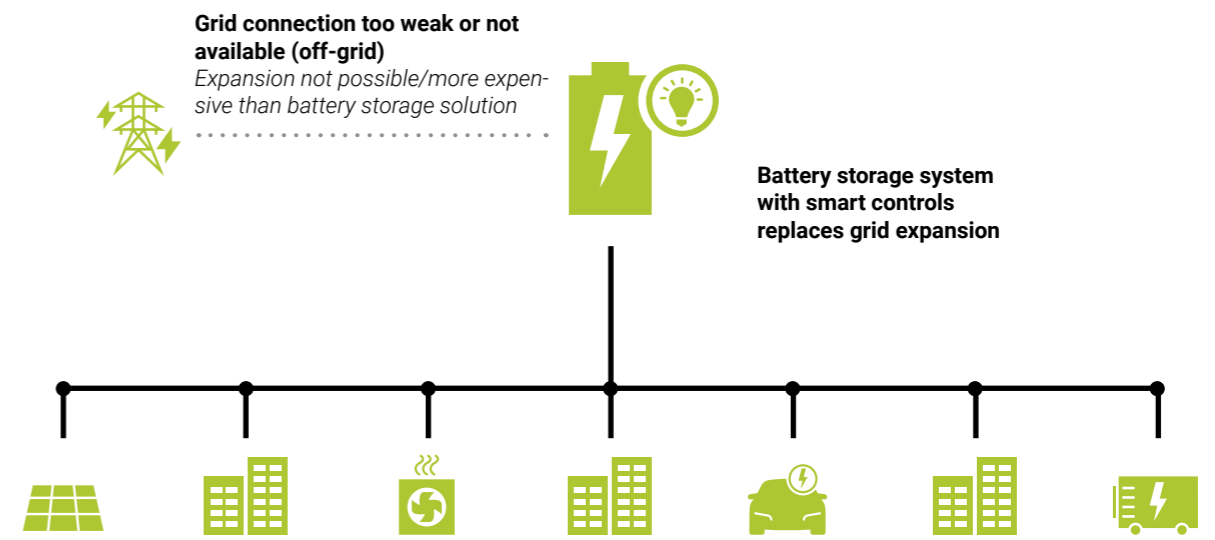 Grid connection too weak or not
available (off-grid)
Expansion not possible/more expen-
sive than battery storage solution
Battery storage system
with smart controls
replaces grid expansion